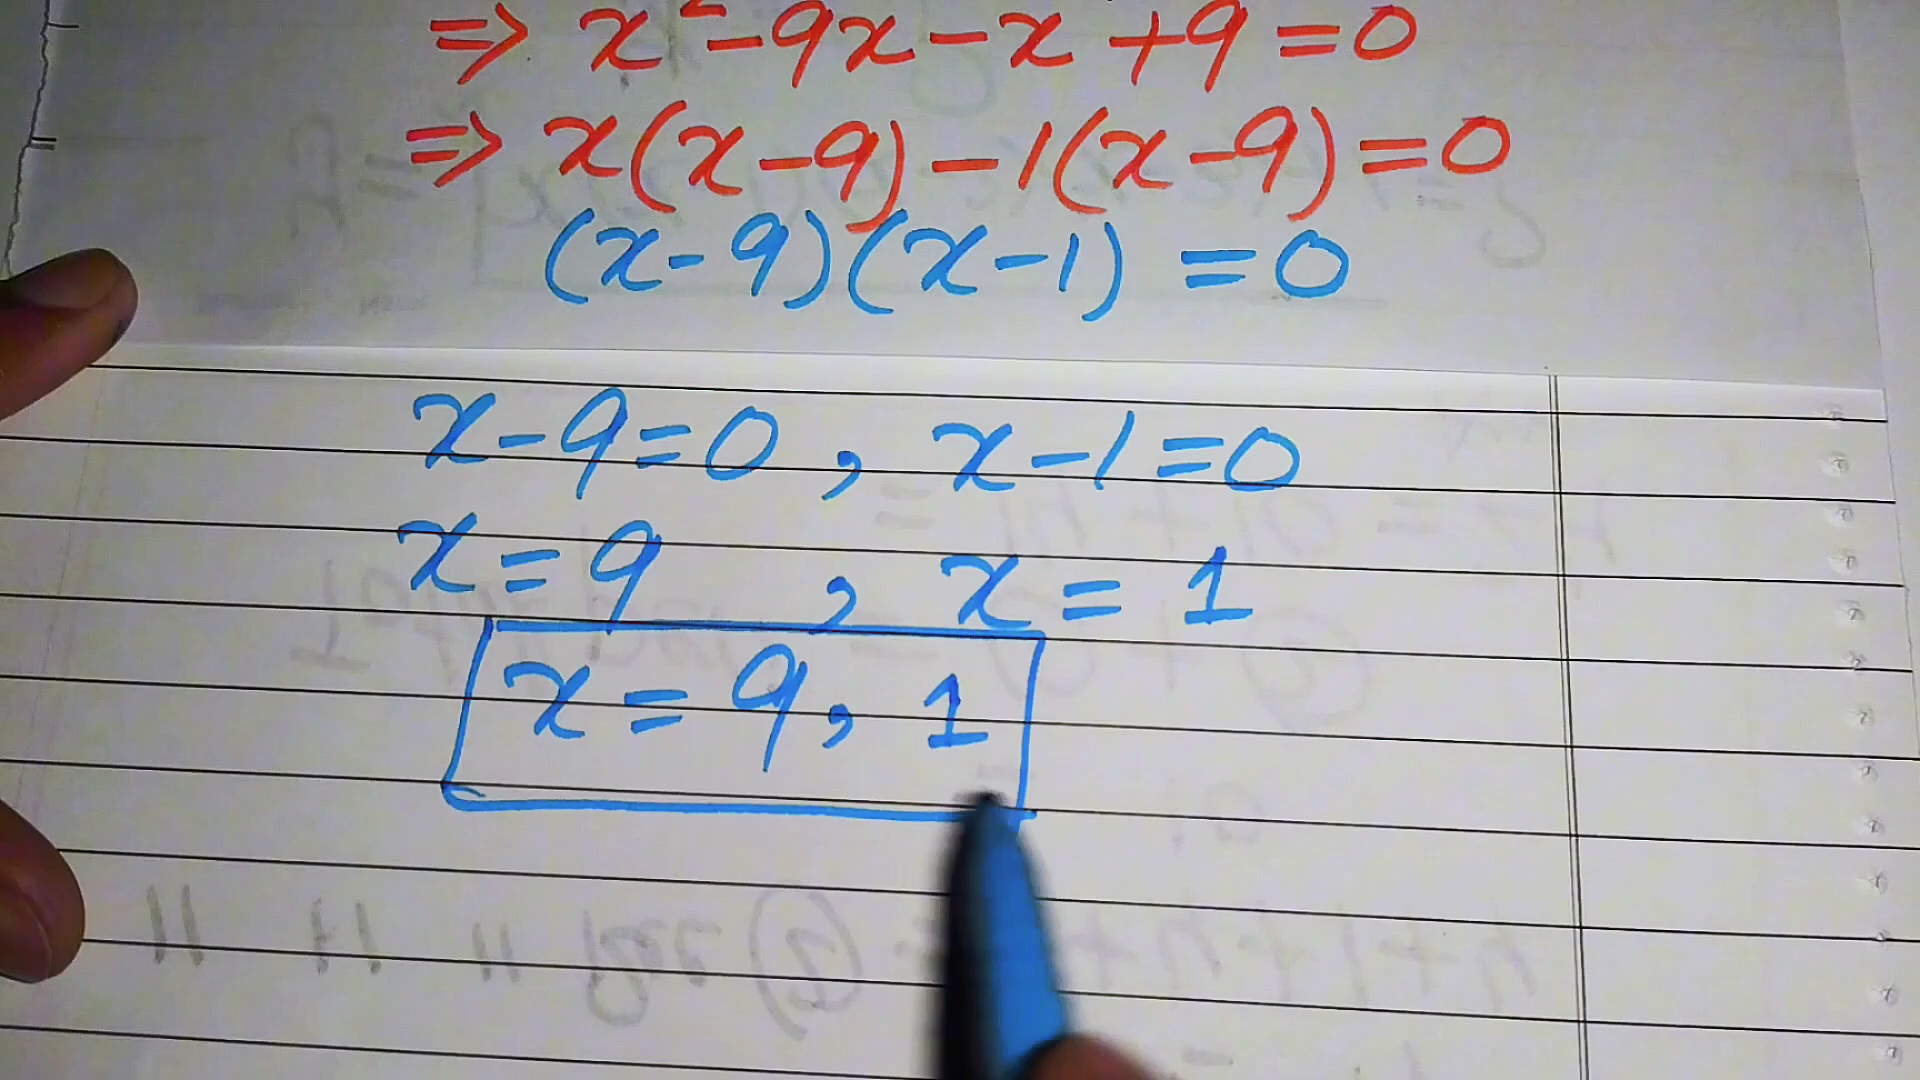 => x² - 9x - x + 9 = 0
=> x(x-9) - 1(x-9) = 0
(x-9)(x-1) = 0
x - 9 = 0 , x - 1 = 0
x = 9 , x = 1
x = 9, 1